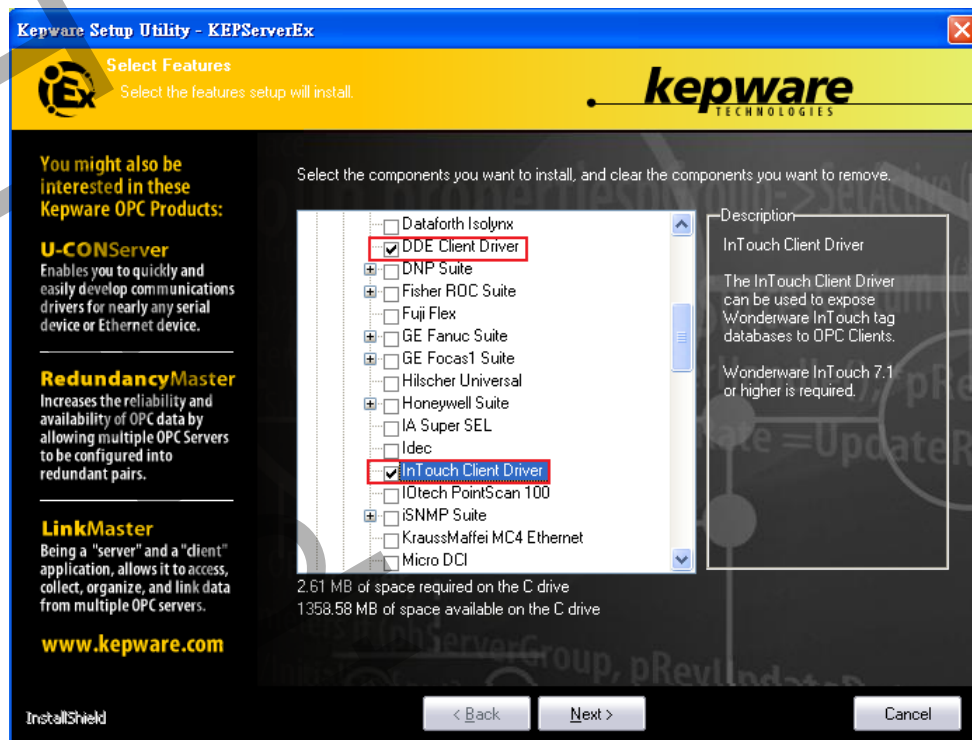 Kepware Setup Utility - KEPServerEx
Select Features
Select the features setup will install.
iEx
kepware
TECHNOLOGIES
You might also be
interested in these
Kepware OPC Products:
U-CONServer
Enables you to quickly and
easily develop communications
drivers for nearly any serial
device or Ethernet device.
RedundancyMaster
Increases the reliability and
availability of OPC data by
allowing multiple OPC Servers
to be configured into
redundant pairs.
LinkMaster
Being a "server" and a "client"
application, allows it to access,
collect, organize, and link data
from multiple OPC servers.
www.kepware.com
Select the components you want to install, and clear the components you want to remove.
Dataforth Isolynx
DDE Client Driver
DNP Suite
Fisher ROC Suite
Fuji Flex
GE Fanuc Suite
GE Focas1 Suite
Hilscher Universal
Honeywell Suite
IA Super SEL
Idec
InTouch Client Driver
IOtech PointScan 100
iSNMP Suite
KraussMaffei MC4 Ethernet
Micro DCI
Description
InTouch Client Driver
The InTouch Client Driver
can be used to expose
Wonderware InTouch tag
databases to OPC Clients.
Wonderware InTouch 7.1
or higher is required.
2.61 MB of space required on the C drive
1358.58 MB of space available on the C drive
InstallShield
< Back
Next >
Cancel